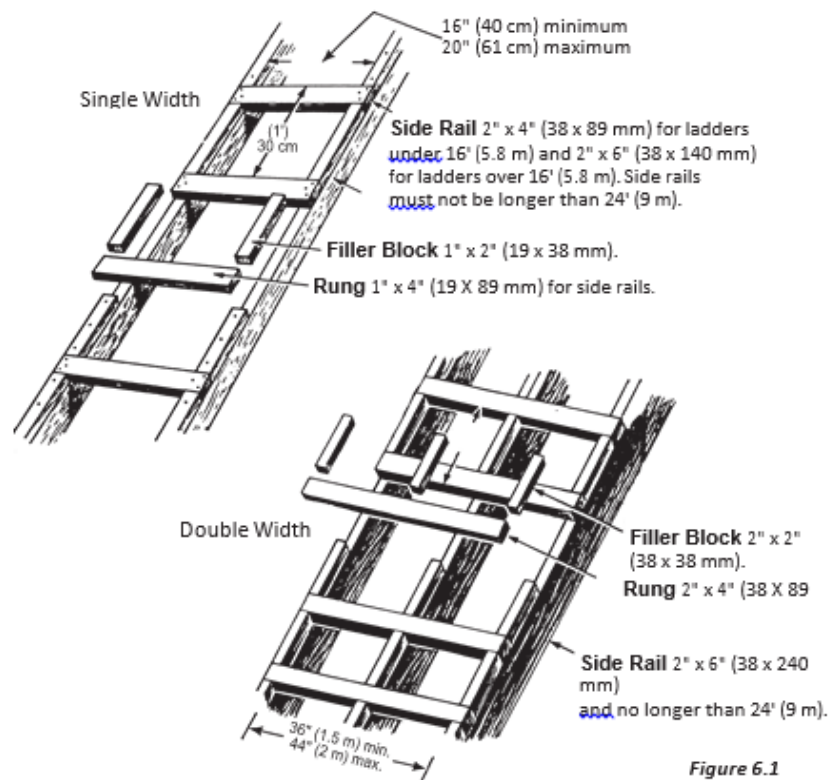 16" (40 cm) minimum
20" (61 cm) maximum
Single Width
(1')
30 cm
Side Rail 2" x 4" (38 x 89 mm) for ladders
under 16' (5.8 m) and 2" x 6" (38 x 140 mm)
for ladders over 16' (5.8 m). Side rails
must not be longer than 24' (9 m).
Filler Block 1" x 2" (19 x 38 mm).
Rung 1" x 4" (19 X 89 mm) for side rails.
Double Width
Filler Block 2" x 2"
(38 x 38 mm).
Rung 2" x 4" (38 X 89
Side Rail 2" x 6" (38 x 240
mm)
and no longer than 24' (9 m).
36" (1.5 m) min.
44" (2 m) max.
Figure 6.1